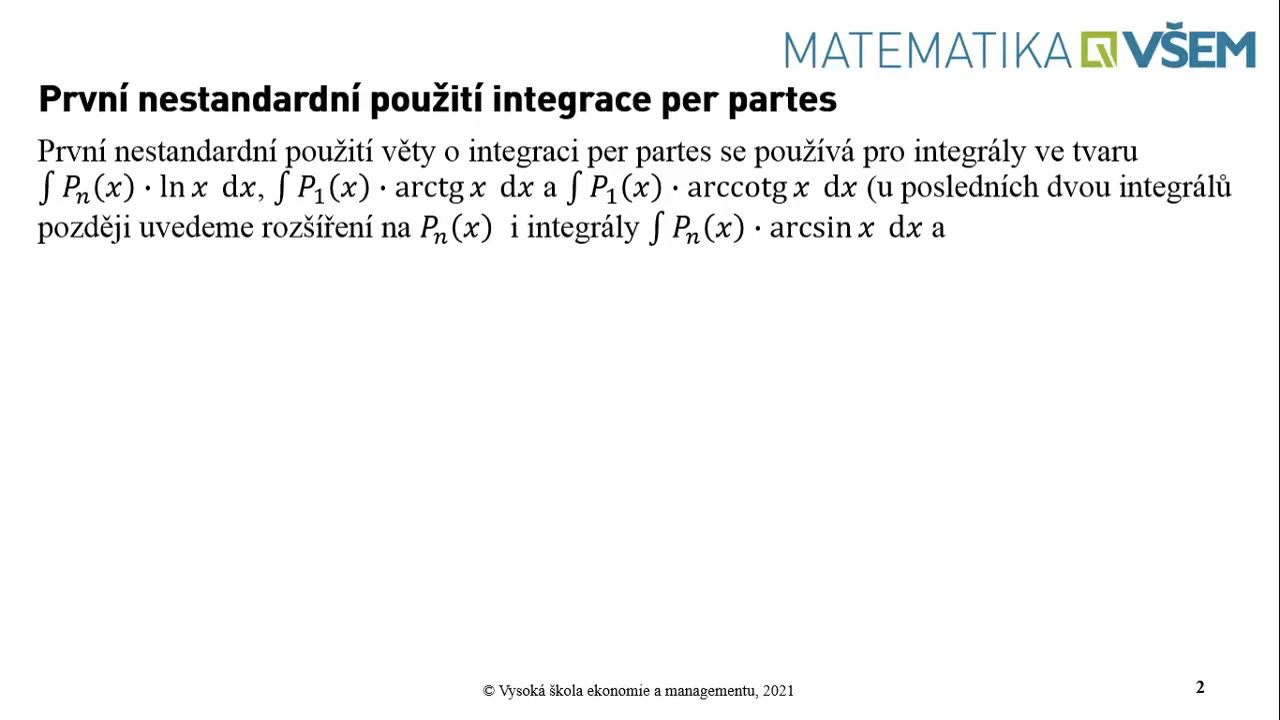 MATEMATIKA VŠEM
První nestandardní použití integrace per partes
První nestandardní použití věty o integraci per partes se používá pro integrály ve tvaru
∫ Pₙ(x) · ln x dx, ∫ P₁(x) · arctg x dx a ∫ P₁(x) · arccotg x dx (u posledních dvou integrálů
později uvedeme rozšíření na Pₙ(x) i integrály ∫ Pₙ(x) · arcsin x dx a
© Vysoká škola ekonomie a managementu, 2021
2